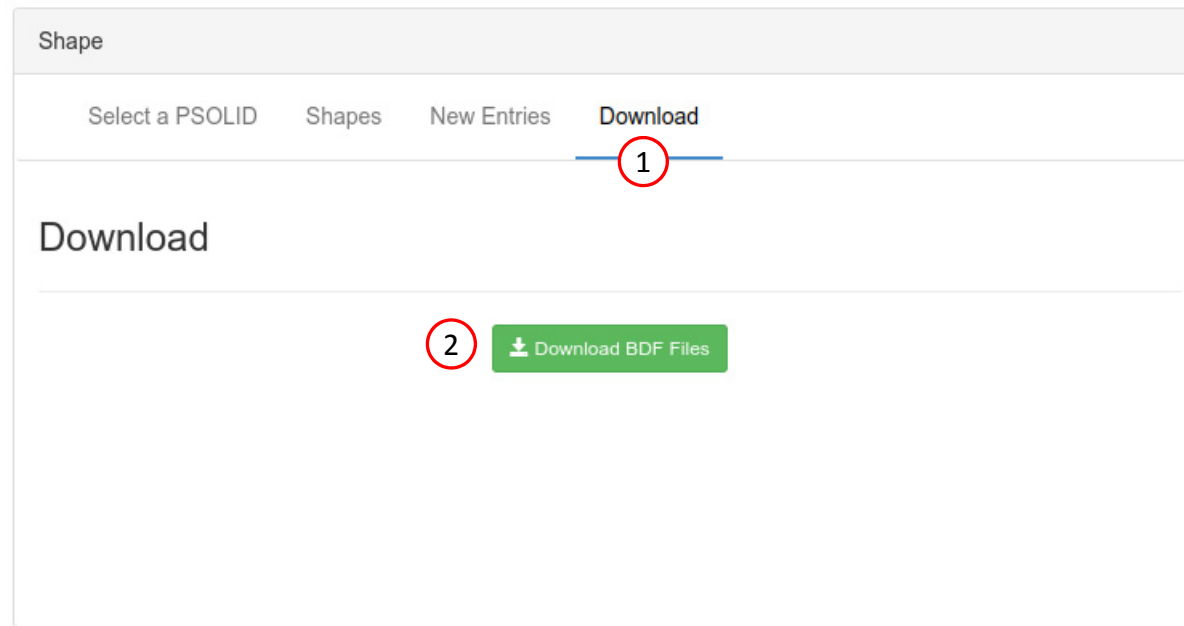 Shape
Select a PSOLID Shapes New Entries Download
1
Download
2 Download BDF Files